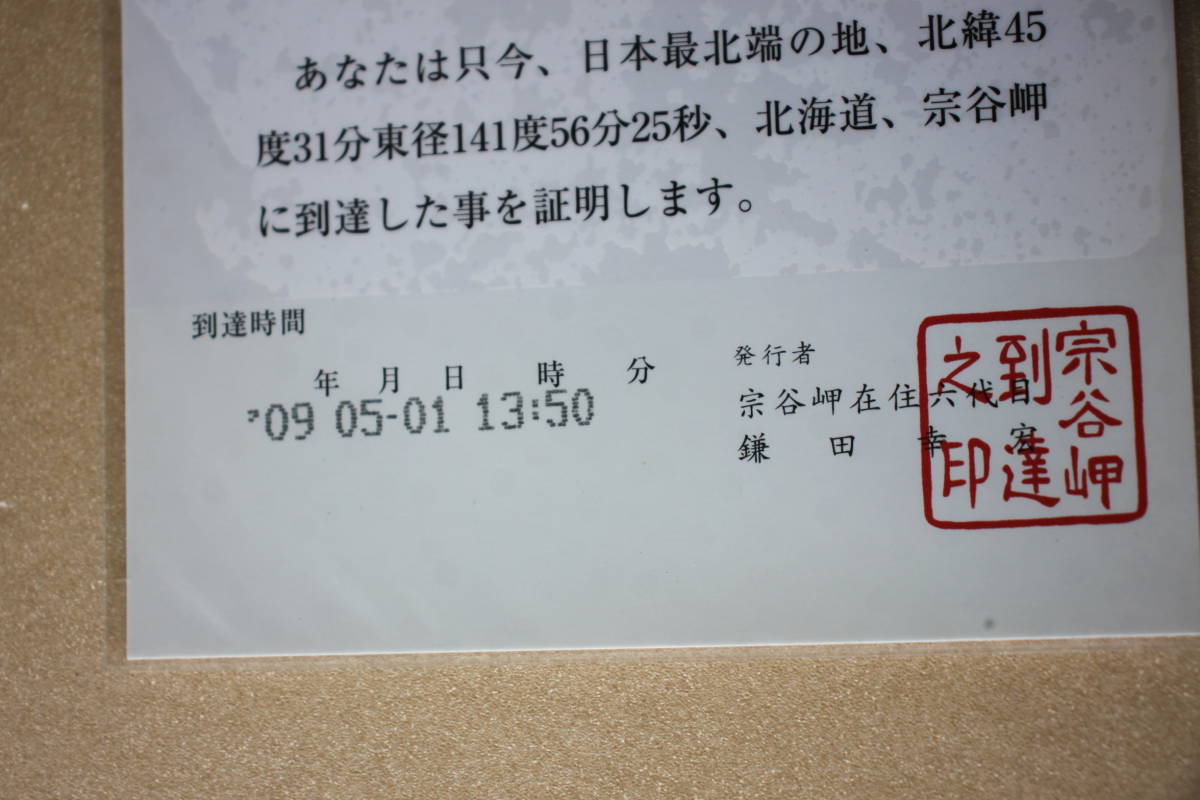 あなたは只今、日本最北端の地、北緯45
度31分東径141度56分25秒、北海道、宗谷岬
に到達した事を証明します。
到達時間
年 月 日 時 分
'09 05-01 13:50
発行者
宗谷岬在住六代目
鎌田幸宏
宗谷岬
到達
之印